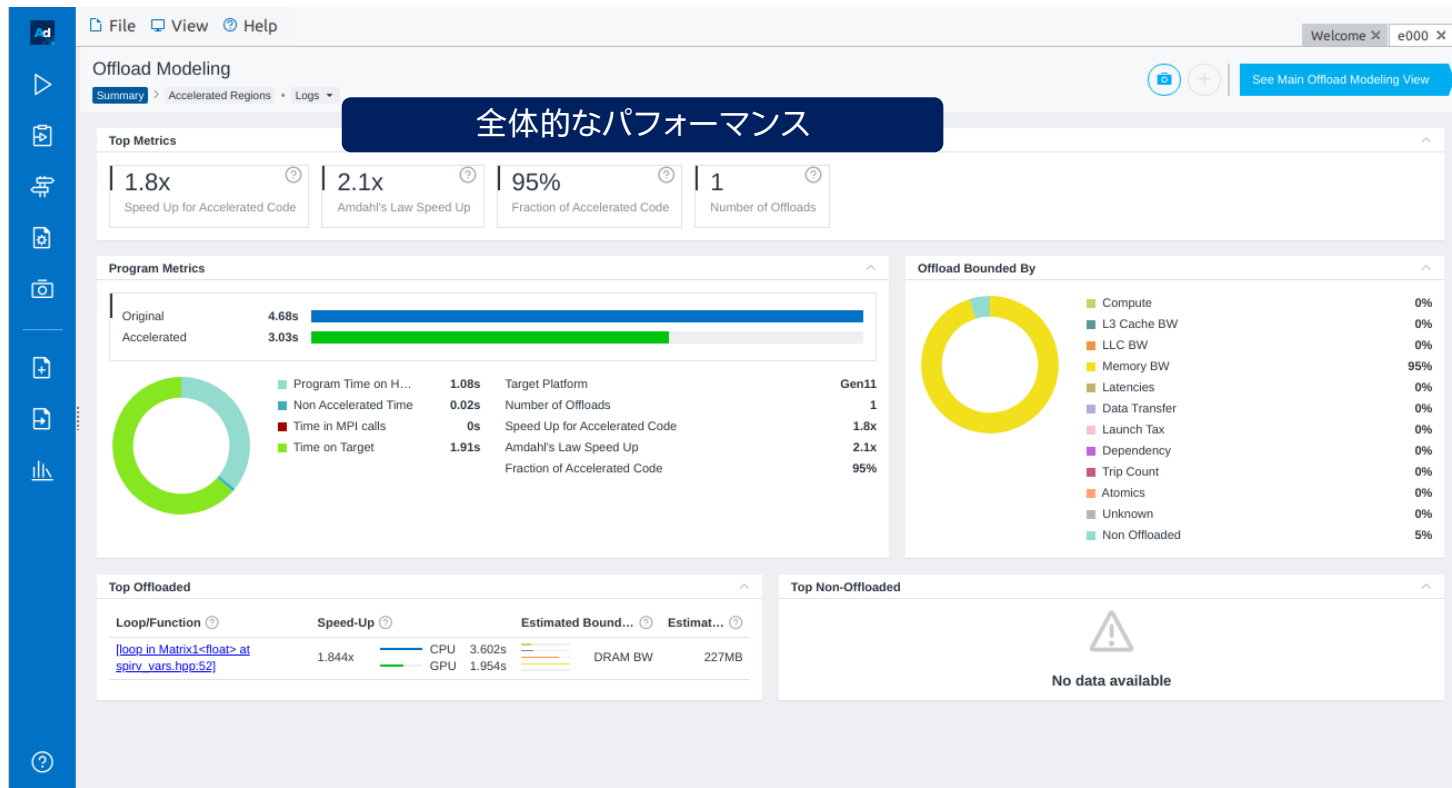 Ad
File View Help
Welcome × e000 ×
Offload Modeling
Summary > Accelerated Regions • Logs
See Main Offload Modeling View
全体的なパフォーマンス
Top Metrics
1.8x 2.1x 95% 1
Speed Up for Accelerated Code Amdahl's Law Speed Up Fraction of Accelerated Code Number of Offloads
Program Metrics
Original 4.68s
Accelerated 3.03s
Program Time on H... 1.08s
Non Accelerated Time 0.02s
Time in MPI calls 0s
Time on Target 1.91s
Target Platform Gen11
Number of Offloads 1
Speed Up for Accelerated Code 1.8x
Amdahl's Law Speed Up 2.1x
Fraction of Accelerated Code 95%
Offload Bounded By
Compute 0%
L3 Cache BW 0%
LLC BW 0%
Memory BW 95%
Latencies 0%
Data Transfer 0%
Launch Tax 0%
Dependency 0%
Trip Count 0%
Atomics 0%
Unknown 0%
Non Offloaded 5%
Top Offloaded
Loop/Function Speed-Up Estimated Bound... Estimat...
[loop in Matrix1<float> at
spirv_vars.hpp:52]
1.844x CPU 3.602s
GPU 1.954s
DRAM BW 227MB
Top Non-Offloaded
No data available